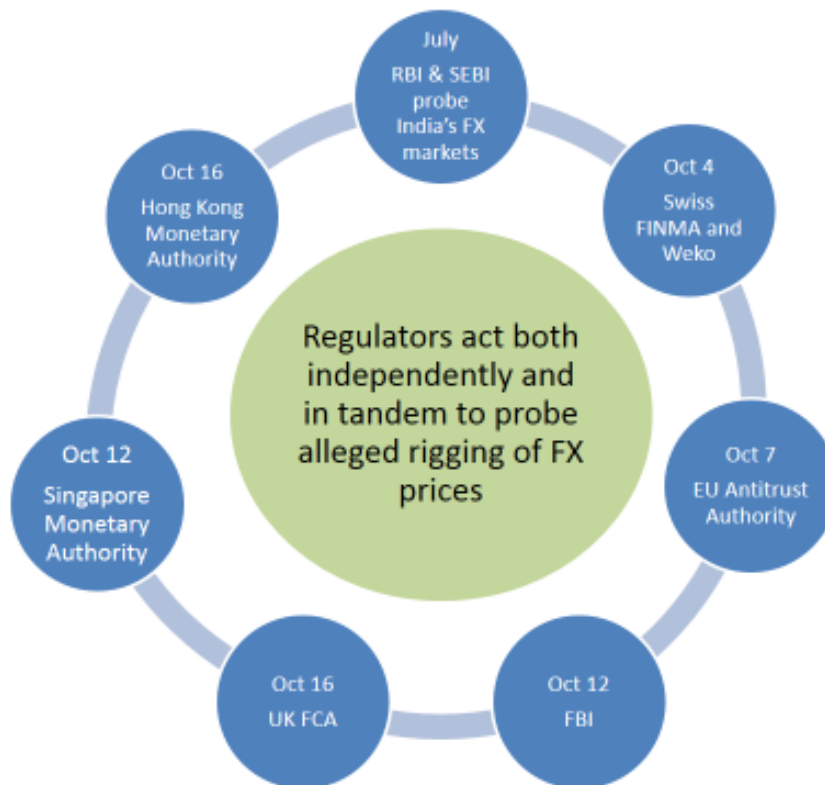 July
RBI & SEBI
probe
India's FX
markets
Oct 4
Swiss
FINMA and
Weko
Oct 7
EU Antitrust
Authority
Oct 12
FBI
Oct 16
UK FCA
Oct 12
Singapore
Monetary
Authority
Oct 16
Hong Kong
Monetary
Authority
Regulators act both
independently and
in tandem to probe
alleged rigging of FX
prices